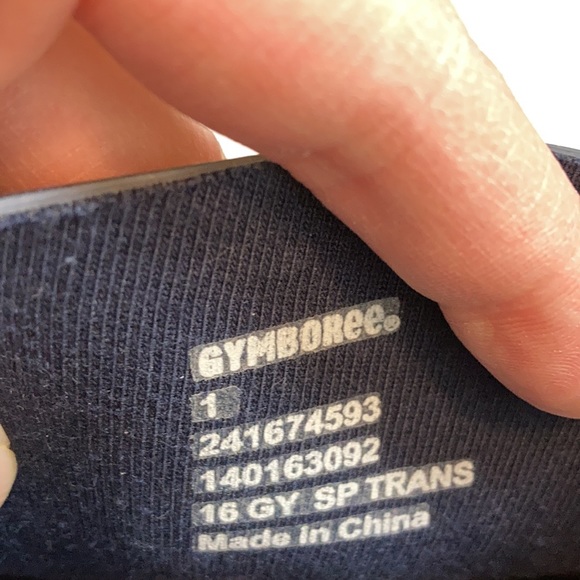 GYMBOREE®
1
241674593
140163092
16 GY SP TRANS
Made in China